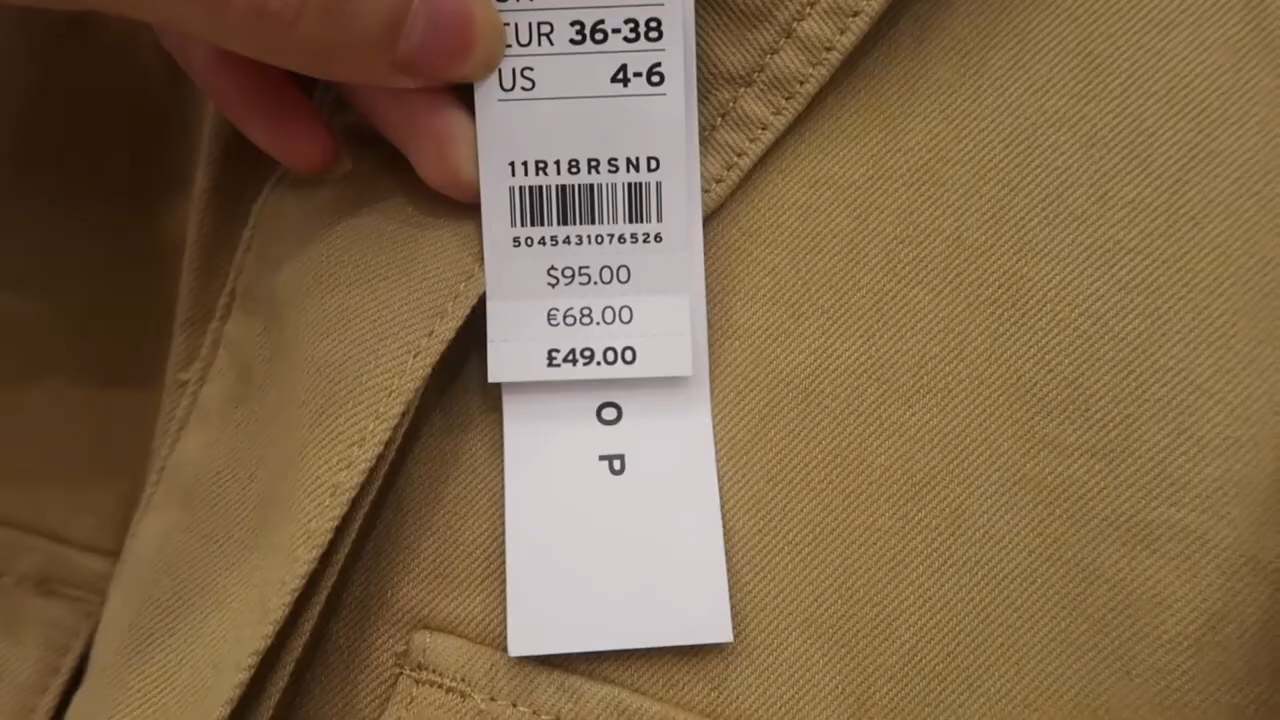 EUR 36-38
US 4-6
11R18RSND
5045431076526
$95.00
€68.00
£49.00
O P